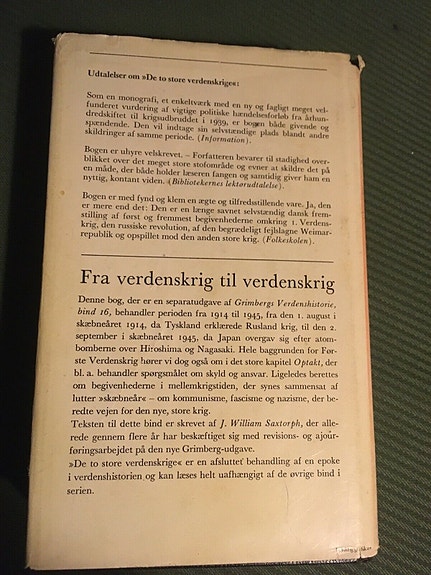 Udtalelser om »De to store verdenskrige«:
Som en monografi, et enkeltværk med en ny og fagligt meget vel-
funderet vurdering af vigtige politiske hændelsesforløb fra århun-
dredskiftet til krigsudbruddet i 1939, er bogen både givende og
spændende. Den vil indtage sin selvstændige plads blandt andre
skildringer af samme periode. (Information).
Bogen er uhyre velskrevet. - Forfatteren bevarer til stadighed over-
blikket over det meget store stofområde og evner at skildre det på
en måde, der både holder læseren fangen og samtidig giver ham en
nyttig, kontant viden. (Bibliotekernes lektørudtalelse).
Bogen er med fynd og klem en ægte og tilfredsstillende vare. Ja, den
er mere end det: Den er en længe savnet selvstændig dansk frem-
stilling af først og fremmest begivenhederne omkring 1. Verdens-
krig, den russiske revolution, af den begrædeligt fejlslagne Weimar-
republik og opspillet mod den anden store krig. (Folkeskolen).
Fra verdenskrig til verdenskrig
Denne bog, der er en separatudgave af Grimbergs Verdenshistorie,
bind 16, behandler perioden fra 1914 til 1945, fra den 1. august i
skæbneåret 1914, da Tyskland erklærede Rusland krig, til den 2.
september i skæbneåret 1945, da Japan overgav sig efter atom-
bomberne over Hiroshima og Nagasaki. Hele baggrunden for Før-
ste Verdenskrig hører vi dog også om i det store kapitel Optakt, der
bl. a. behandler spørgsmålet om skyld og ansvar. Ligeledes berettes
om begivenhederne i mellemkrigstiden, der synes sammensat af
lutter »skæbneår« - om kommunisme, fascisme og nazisme, der be-
redte vejen for den nye, store krig.
Teksten til dette bind er skrevet af J. William Saxtorph, der alle-
rede gennem flere år har beskæftiget sig med revisions- og ajour-
føringsarbejdet på den nye Grimberg-udgave.
»De to store verdenskrige« er en afsluttet behandling af en epoke
i verdenshistorien og kan læses helt uafhængigt af de øvrige bind i
serien.